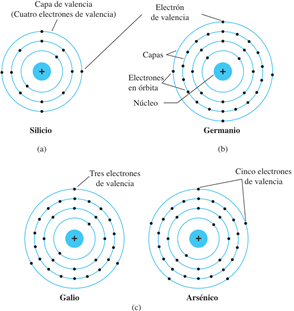 Capa de valencia
(Cuatro electrones de valencia)
Electrón
de valencia
Capas
Electrones
en órbita
Núcleo
+
+
Silicio
Germanio
(a)
(b)
Tres electrones
de valencia
Cinco electrones
de valencia
+
+
Galio
Arsénico
(c)